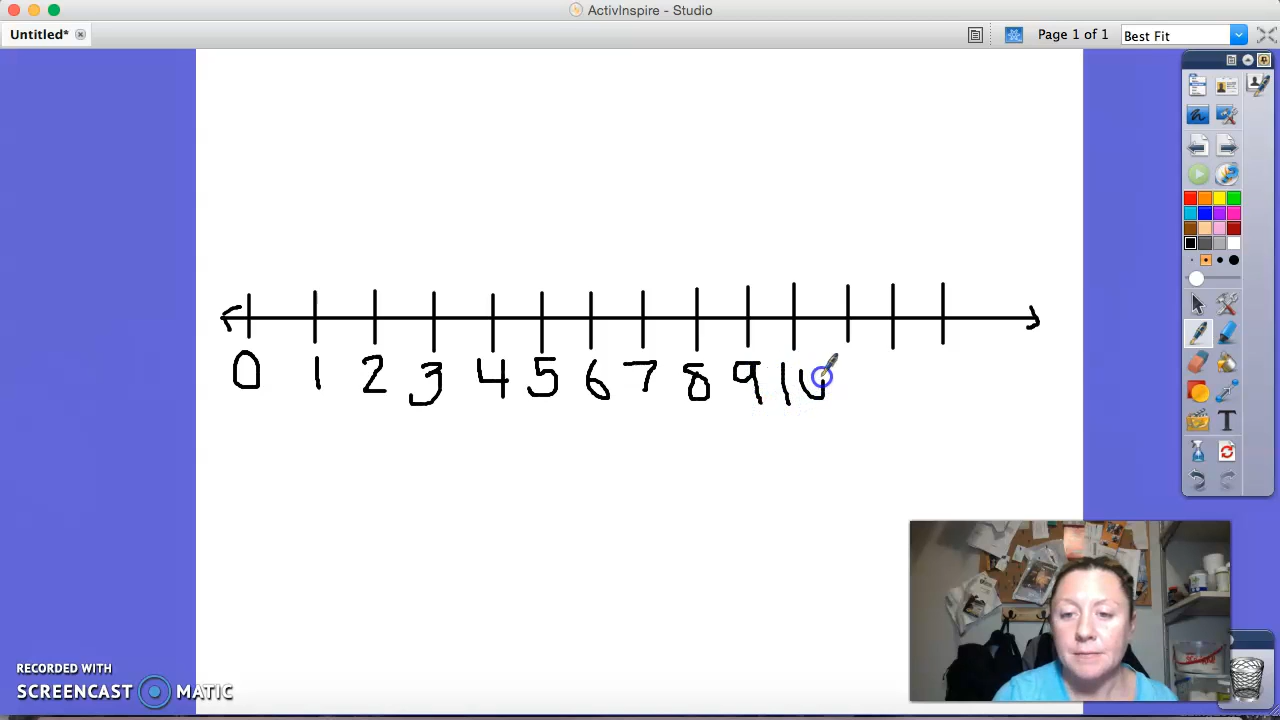 ActivInspire - Studio
Untitled*
Page 1 of 1
Best Fit
0 1 2 3 4 5 6 7 8 9 10
T
RECORDED WITH
SCREENCAST MATIC